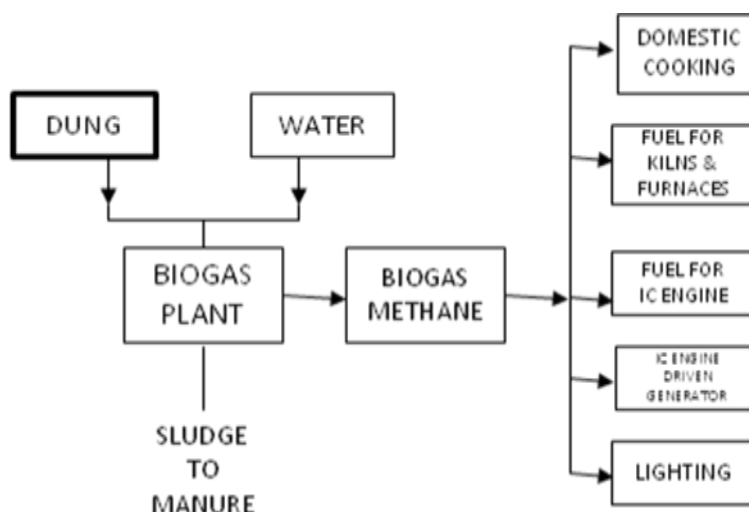 DUNG
WATER
BIOGAS
PLANT
SLUDGE
TO
MANURE
BIOGAS
METHANE
DOMESTIC
COOKING
FUEL FOR
KILNS &
FURNACES
FUEL FOR
IC ENGINE
IC ENGINE
DRIVEN
GENERATOR
LIGHTING